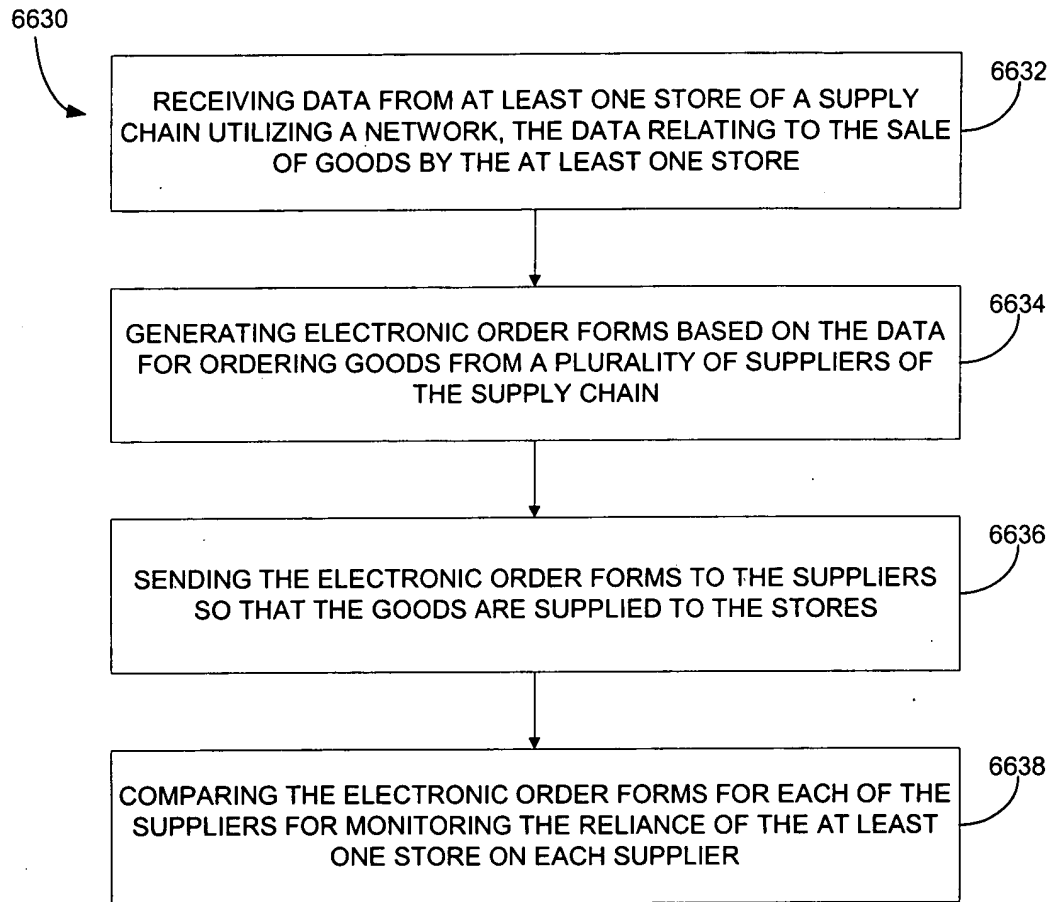 6630
6632
RECEIVING DATA FROM AT LEAST ONE STORE OF A SUPPLY
CHAIN UTILIZING A NETWORK, THE DATA RELATING TO THE SALE
OF GOODS BY THE AT LEAST ONE STORE
6634
GENERATING ELECTRONIC ORDER FORMS BASED ON THE DATA
FOR ORDERING GOODS FROM A PLURALITY OF SUPPLIERS OF
THE SUPPLY CHAIN
6636
SENDING THE ELECTRONIC ORDER FORMS TO THE SUPPLIERS
SO THAT THE GOODS ARE SUPPLIED TO THE STORES
6638
COMPARING THE ELECTRONIC ORDER FORMS FOR EACH OF THE
SUPPLIERS FOR MONITORING THE RELIANCE OF THE AT LEAST
ONE STORE ON EACH SUPPLIER